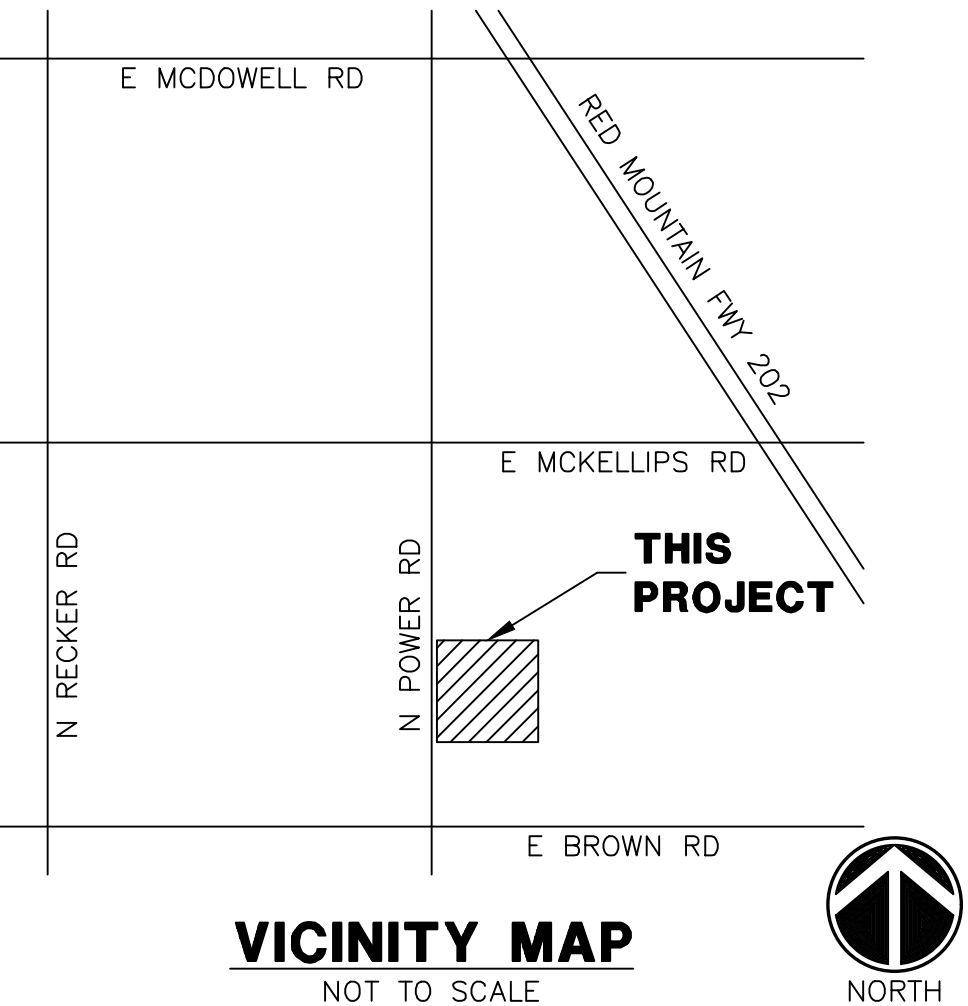 E MCDOWELL RD
RED MOUNTAIN FWY 202
E MCKELLIPS RD
THIS
PROJECT
N RECKER RD
N POWER RD
E BROWN RD
VICINITY MAP
NOT TO SCALE
NORTH